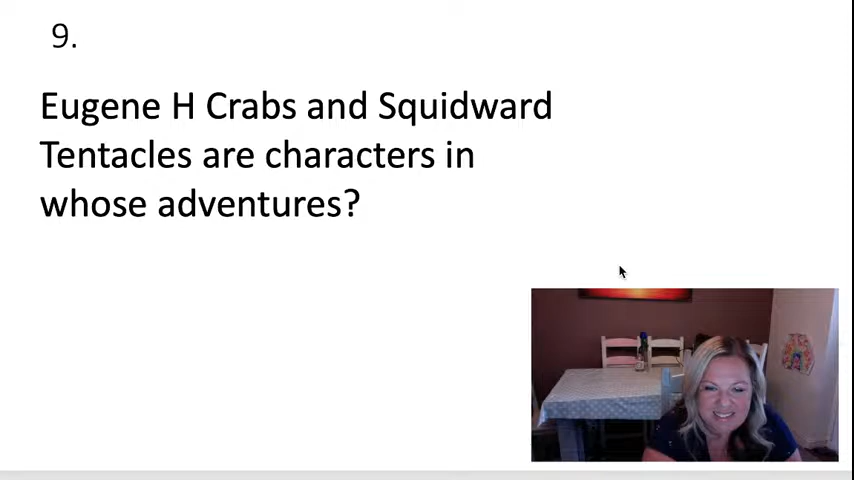 9.
Eugene H Crabs and Squidward
Tentacles are characters in
whose adventures?